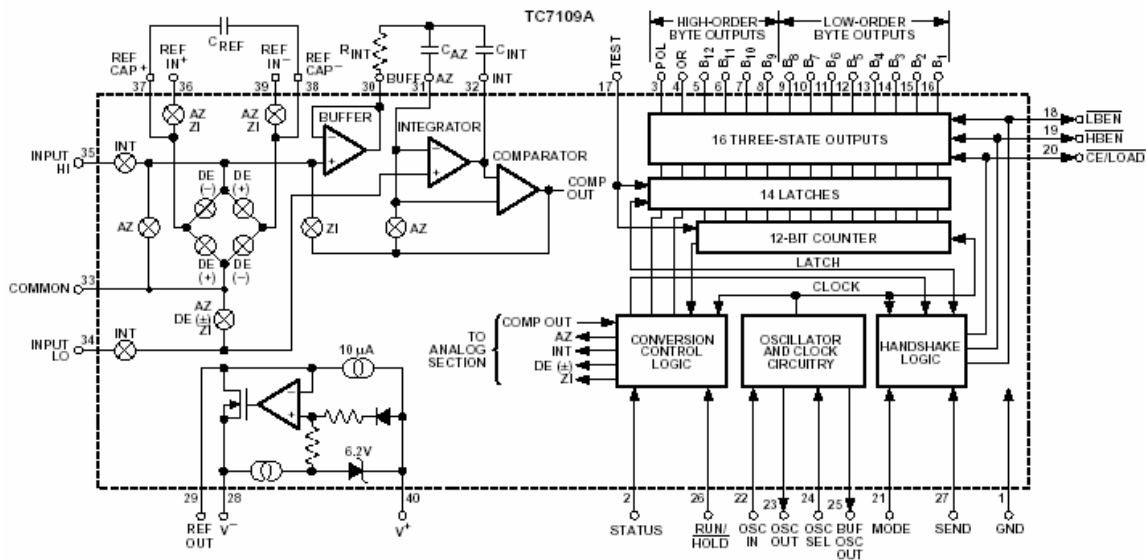 TC7109A
HIGH-ORDER BYTE OUTPUTS
LOW-ORDER BYTE OUTPUTS
C REF
R INT
C AZ
C INT
REF CAP+
REF IN+
REF IN−
REF CAP−
BUFF
AZ
INT
TEST
POL
OR
B12
B11
B10
B9
B8
B7
B6
B5
B4
B3
B2
B1
37
36
39
38
30
31
32
17
3
4
5
6
7
8
9
10
11
12
13
14
15
16
AZ ZI
AZ ZI
BUFFER
INTEGRATOR
COMPARATOR
−
+
−
+
COMP OUT
16 THREE-STATE OUTPUTS
18
LBEN
19
HBEN
20
CE/LOAD
INPUT HI
35
INT
DE (−)
DE (+)
AZ
DE (+)
DE (−)
ZI
AZ
14 LATCHES
12-BIT COUNTER
LATCH
CLOCK
COMMON
33
AZ
DE (±)
ZI
INPUT LO
34
INT
TO ANALOG SECTION
COMP OUT
AZ
INT
DE (±)
ZI
CONVERSION CONTROL LOGIC
OSCILLATOR AND CLOCK CIRCUITRY
HANDSHAKE LOGIC
10 µA
−
+
6.2V
29
28
40
2
26
22
23
24
25
21
27
1
REF OUT
V−
V+
STATUS
RUN/HOLD
OSC IN
OSC OUT
OSC SEL
BUF OSC OUT
MODE
SEND
GND